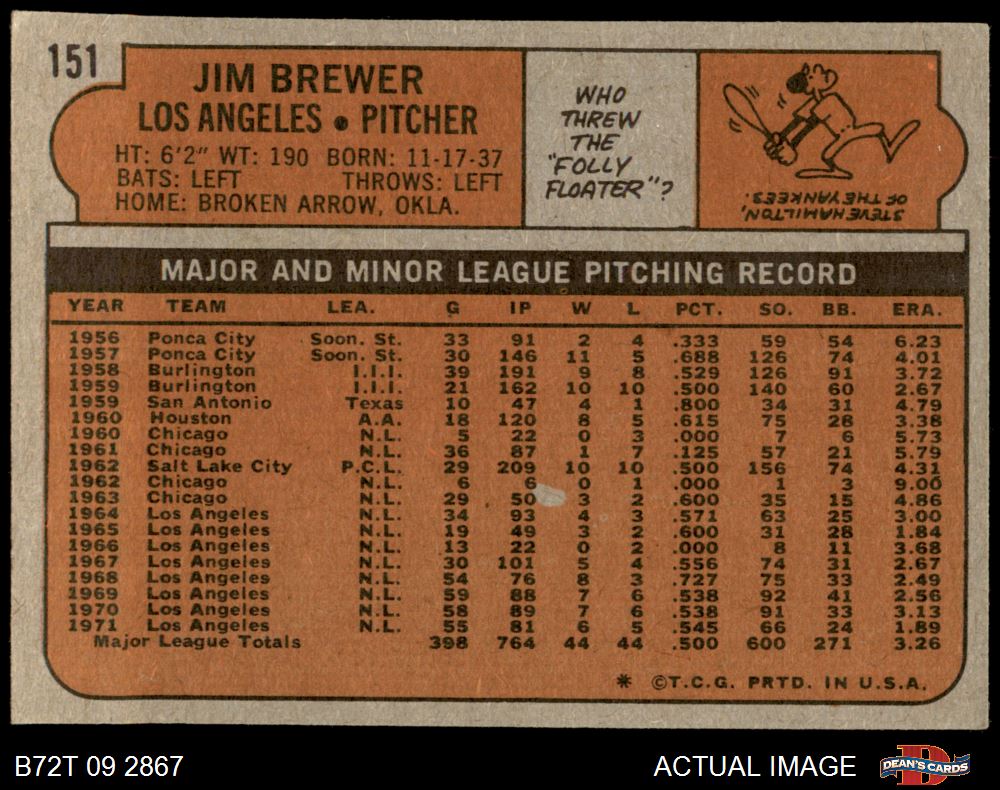 151
JIM BREWER
LOS ANGELES • PITCHER
HT: 6'2" WT: 190 BORN: 11-17-37
BATS: LEFT THROWS: LEFT
HOME: BROKEN ARROW, OKLA.
WHO
THREW
THE
"FOLLY
FLOATER"?
STEVE HAMILTON,
OF THE YANKEES.
MAJOR AND MINOR LEAGUE PITCHING RECORD
YEAR TEAM LEA. G IP W L PCT. SO. BB. ERA.
1956 Ponca City Soon. St. 33 91 2 4 .333 59 54 6.23
1957 Ponca City Soon. St. 30 146 11 5 .688 126 74 4.01
1958 Burlington I.I.I. 39 191 9 8 .529 126 91 3.72
1959 Burlington I.I.I. 21 162 10 10 .500 140 60 2.67
1959 San Antonio Texas 10 47 4 1 .800 34 31 4.79
1960 Houston A.A. 18 120 8 5 .615 75 28 3.38
1960 Chicago N.L. 5 22 0 3 .000 7 6 5.73
1961 Chicago N.L. 36 87 1 7 .125 57 21 5.79
1962 Salt Lake City P.C.L. 29 209 10 10 .500 156 74 4.31
1962 Chicago N.L. 6 6 0 1 .000 1 3 9.00
1963 Chicago N.L. 29 50 3 2 .600 35 15 4.86
1964 Los Angeles N.L. 34 93 4 3 .571 63 25 3.00
1965 Los Angeles N.L. 19 49 3 2 .600 31 28 1.84
1966 Los Angeles N.L. 13 22 0 2 .000 8 11 3.68
1967 Los Angeles N.L. 30 101 5 4 .556 74 31 2.67
1968 Los Angeles N.L. 54 76 8 3 .727 75 33 2.49
1969 Los Angeles N.L. 59 88 7 6 .538 92 41 2.56
1970 Los Angeles N.L. 58 89 7 6 .538 91 33 3.13
1971 Los Angeles N.L. 55 81 6 5 .545 66 24 1.89
Major League Totals 398 764 44 44 .500 600 271 3.26
* ©T.C.G. PRTD. IN U.S.A.
B72T 09 2867 ACTUAL IMAGE DEAN'S CARDS